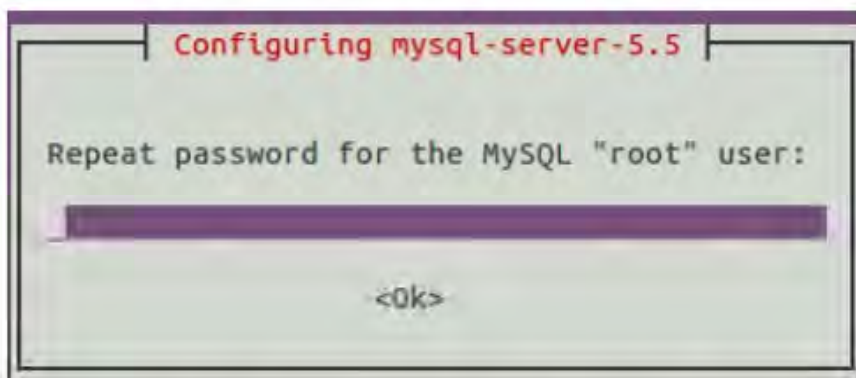 Configuring mysql-server-5.5
Repeat password for the MySQL "root" user:
<Ok>